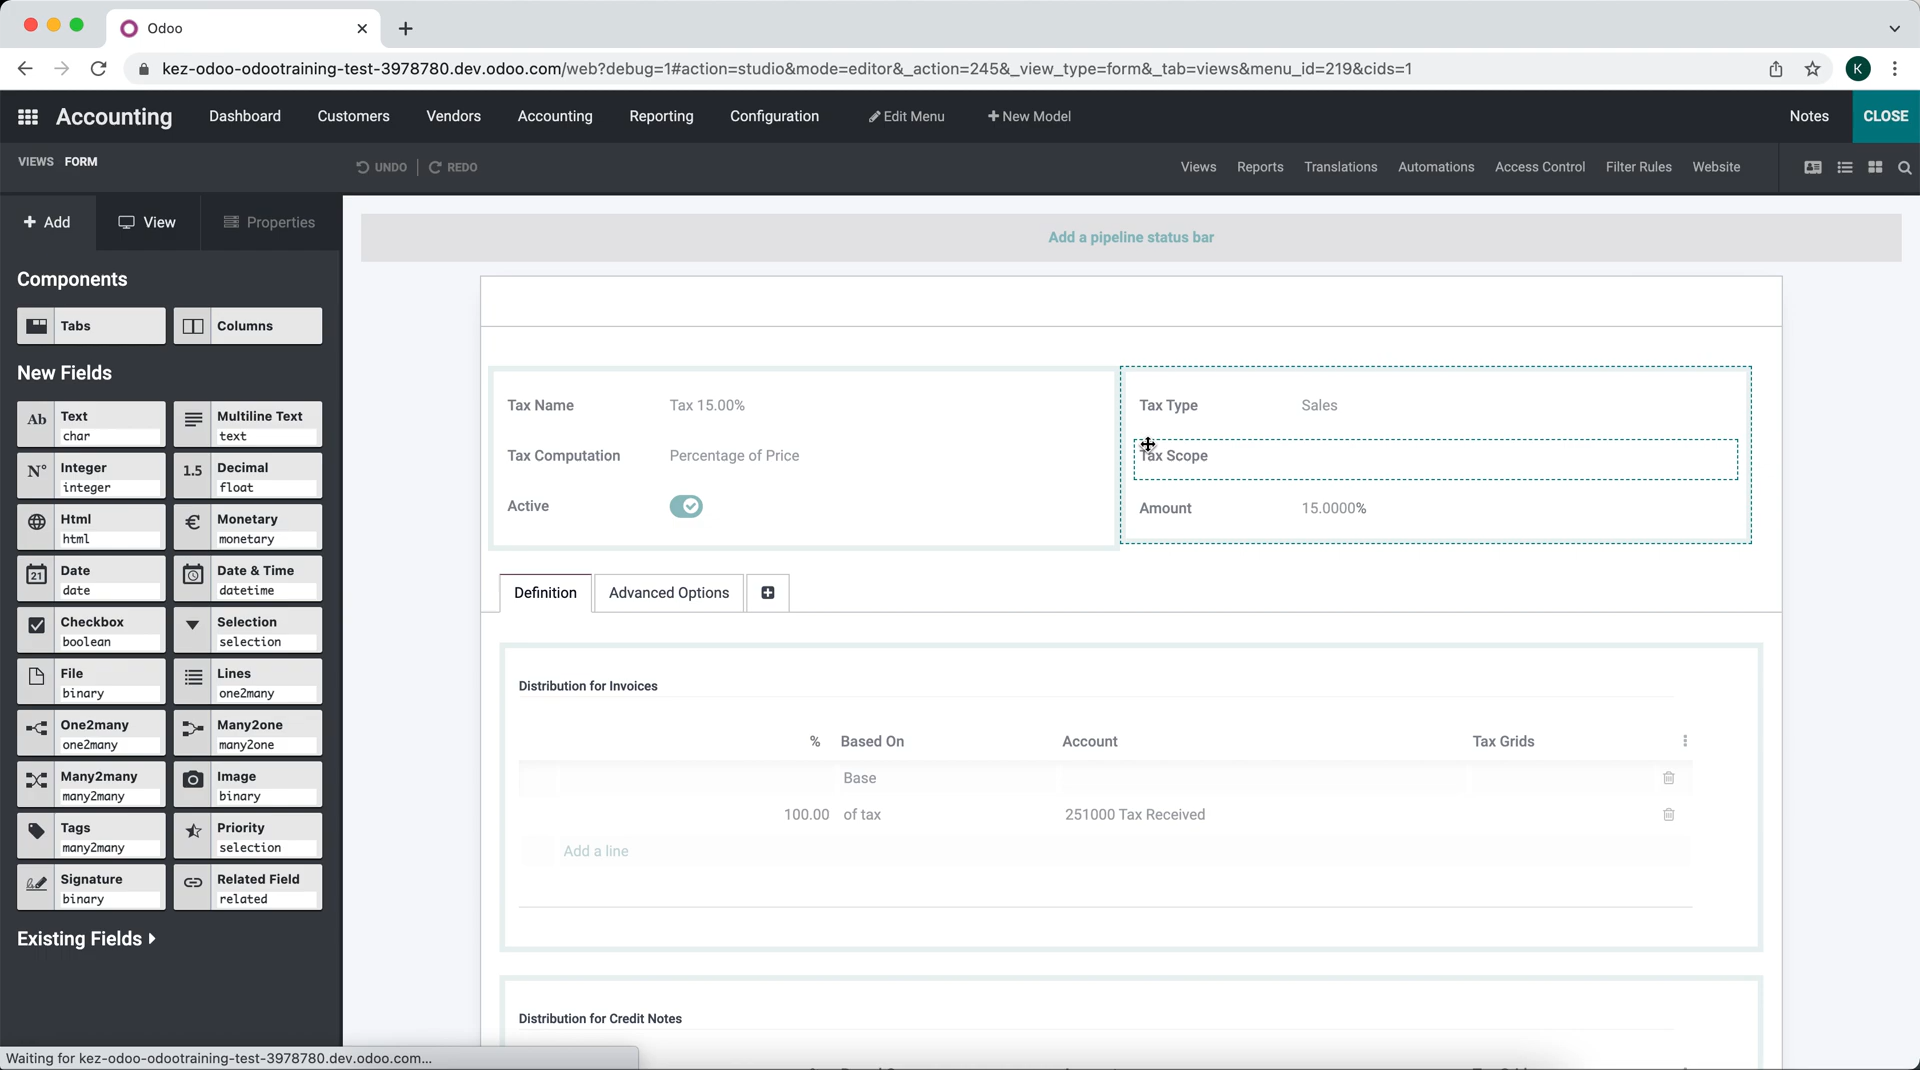 Odoo
kez-odoo-odootraining-test-3978780.dev.odoo.com/web?debug=1#action=studio&mode=editor&_action=245&_view_type=form&_tab=views&menu_id=219&cids=1
K
Accounting Dashboard Customers Vendors Accounting Reporting Configuration Edit Menu + New Model Notes CLOSE
VIEWS FORM UNDO REDO Views Reports Translations Automations Access Control Filter Rules Website
+ Add View Properties
Add a pipeline status bar
Components
Tabs Columns
New Fields
Ab Text Multiline Text
char text
N° Integer 1.5 Decimal
integer float
Html € Monetary
html monetary
21 Date Date & Time
date datetime
Checkbox Selection
boolean selection
File Lines
binary one2many
One2many Many2one
one2many many2one
Many2many Image
many2many binary
Tags Priority
many2many selection
Signature Related Field
binary related
Existing Fields
Tax Name Tax 15.00% Tax Type Sales
Tax Computation Percentage of Price Tax Scope
Active Amount 15.0000%
Definition Advanced Options
Distribution for Invoices
% Based On Account Tax Grids
Base
100.00 of tax 251000 Tax Received
Add a line
Distribution for Credit Notes
Waiting for kez-odoo-odootraining-test-3978780.dev.odoo.com...